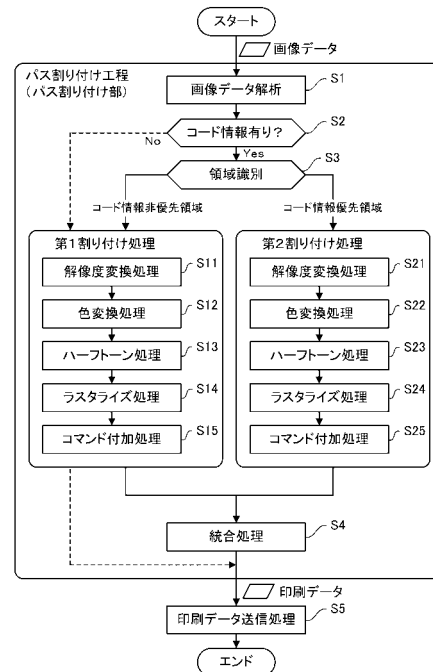 スタート
画像データ
パス割り付け工程
(パス割り付け部)
画像データ解析
S1
コード情報有り?
S2
No
Yes
領域識別
S3
コード情報非優先領域
コード情報優先領域
第1割り付け処理
解像度変換処理
S11
色変換処理
S12
ハーフトーン処理
S13
ラスタライズ処理
S14
コマンド付加処理
S15
第2割り付け処理
解像度変換処理
S21
色変換処理
S22
ハーフトーン処理
S23
ラスタライズ処理
S24
コマンド付加処理
S25
統合処理
S4
印刷データ
印刷データ送信処理
S5
エンド